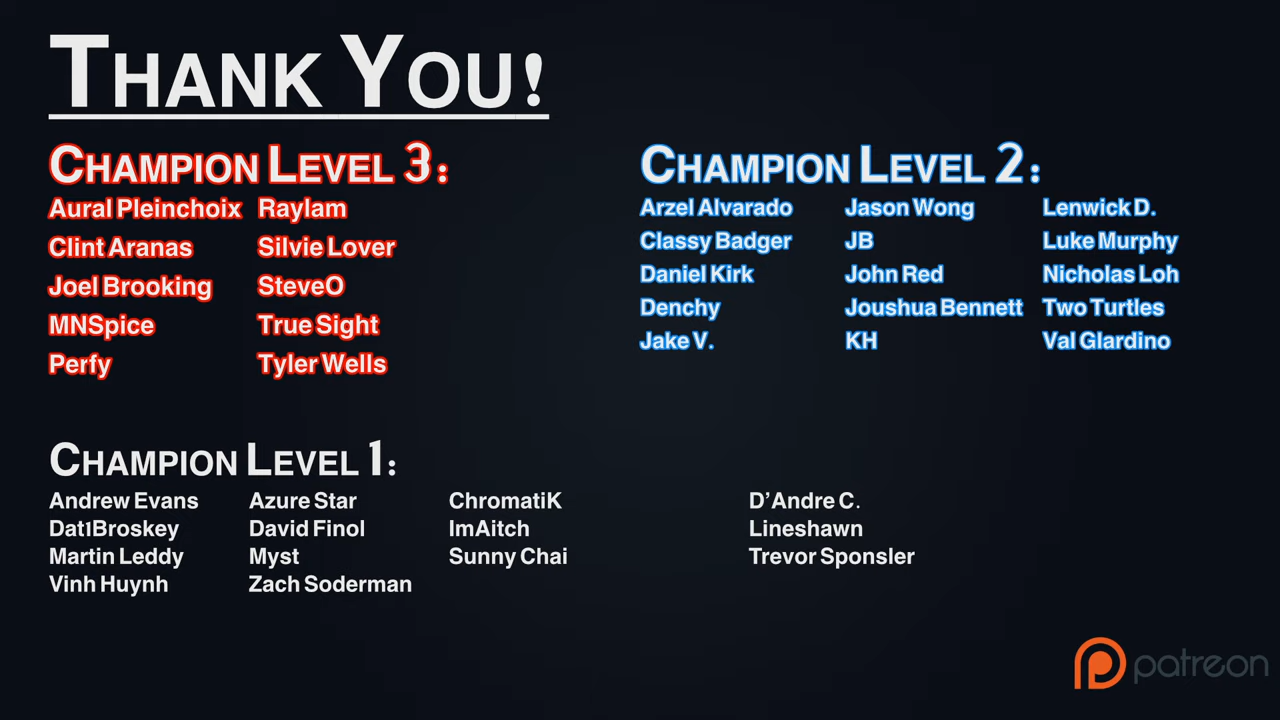 THANK YOU!
CHAMPION LEVEL 3:
Aural Pleinchoix Raylam
Clint Aranas Silvie Lover
Joel Brooking SteveO
MNSpice True Sight
Perfy Tyler Wells
CHAMPION LEVEL 2:
Arzel Alvarado Jason Wong Lenwick D.
Classy Badger JB Luke Murphy
Daniel Kirk John Red Nicholas Loh
Denchy Joushua Bennett Two Turtles
Jake V. KH Val Glardino
CHAMPION LEVEL 1:
Andrew Evans Azure Star ChromatiK D'Andre C.
Dat1Broskey David Finol ImAitch Lineshawn
Martin Leddy Myst Sunny Chai Trevor Sponsler
Vinh Huynh Zach Soderman
patreon